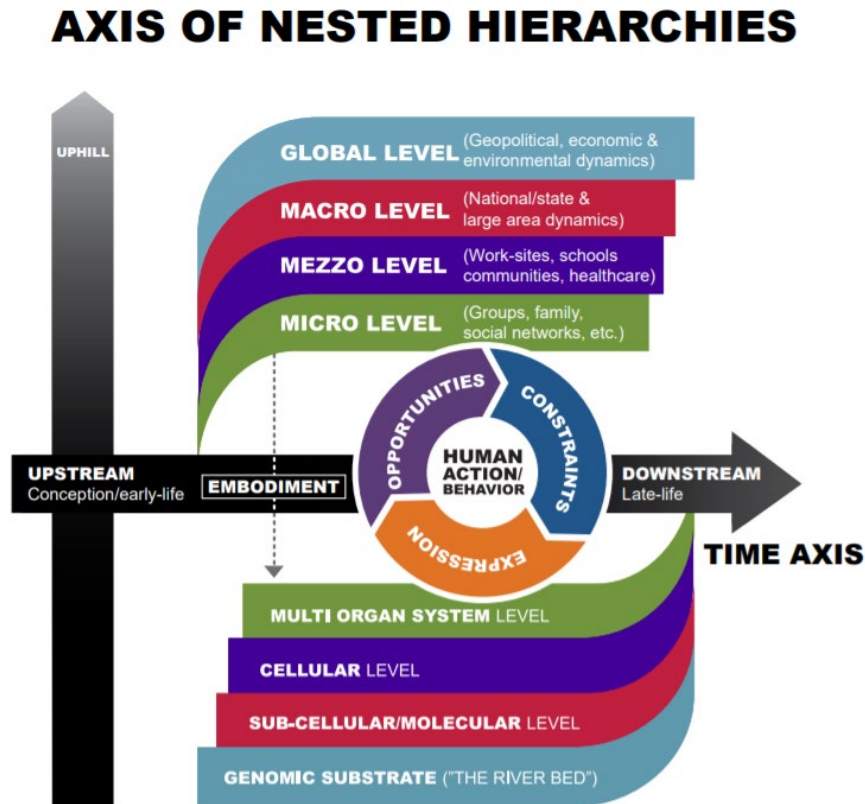 AXIS OF NESTED HIERARCHIES
UPHILL
GLOBAL LEVEL (Geopolitical, economic &
environmental dynamics)
MACRO LEVEL (National/state &
large area dynamics)
MEZZO LEVEL (Work-sites, schools
communities, healthcare)
MICRO LEVEL (Groups, family,
social networks, etc.)
OPPORTUNITIES
CONSTRAINTS
EXPRESSION
HUMAN
ACTION/
BEHAVIOR
UPSTREAM
Conception/early-life
EMBODIMENT
DOWNSTREAM
Late-life
TIME AXIS
MULTI ORGAN SYSTEM LEVEL
CELLULAR LEVEL
SUB-CELLULAR/MOLECULAR LEVEL
GENOMIC SUBSTRATE ("THE RIVER BED")